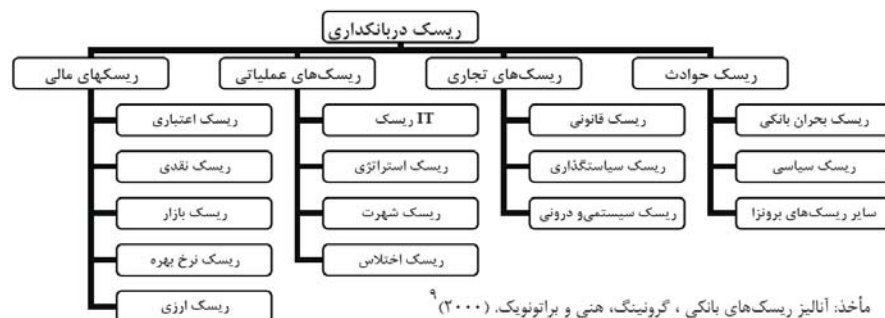 ریسک دربانکداری
ریسک حوادث
ریسک‌های تجاری
ریسک‌های عملیاتی
ریسکهای مالی
ریسک بحران بانکی
ریسک قانونی
IT ریسک
ریسک اعتباری
ریسک سیاسی
ریسک سیاستگذاری
ریسک استراتژی
ریسک نقدی
سایر ریسک‌های برونزا
ریسک سیستمی‌و درونی
ریسک شهرت
ریسک بازار
ریسک اختلاس
ریسک نرخ بهره
ریسک ارزی
مأخذ: آنالیز ریسک‌های بانکی ، گرونینگ، هنی و براتونویک. (۲۰۰۰)۹